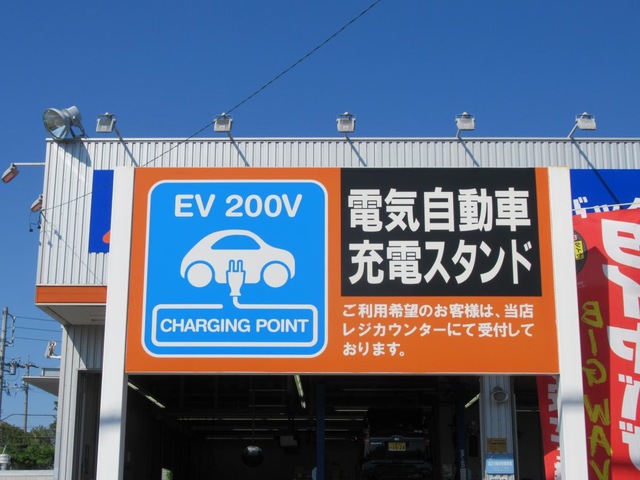 EV 200V
CHARGING POINT
電気自動車
充電スタンド
ご利用希望のお客様は、当店
レジカウンターにて受付して
おります。
BIG WAV